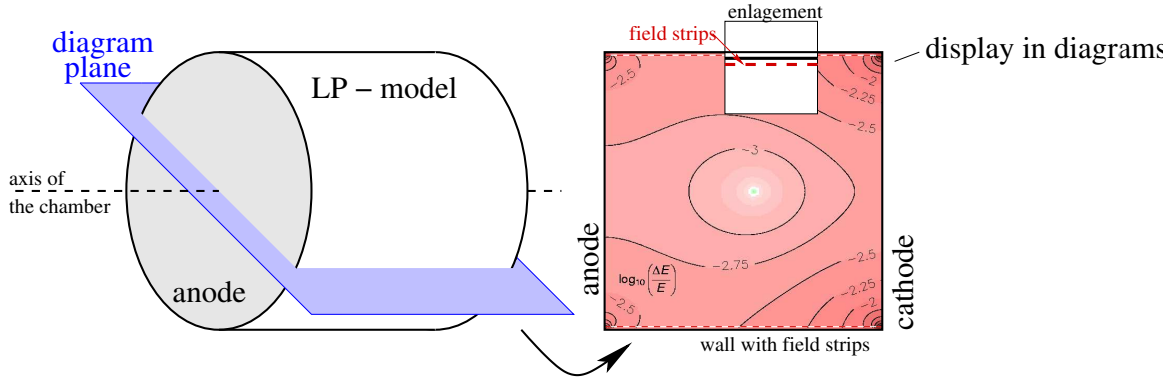 diagram
plane
LP – model
axis of
the chamber
anode
enlagement
field strips
display in diagrams
−2.5
−2
−2.25
−2.5
−3
−2.75
log10(ΔE/E)
anode
cathode
−2.5
−2.25
−2
−2.5
wall with field strips